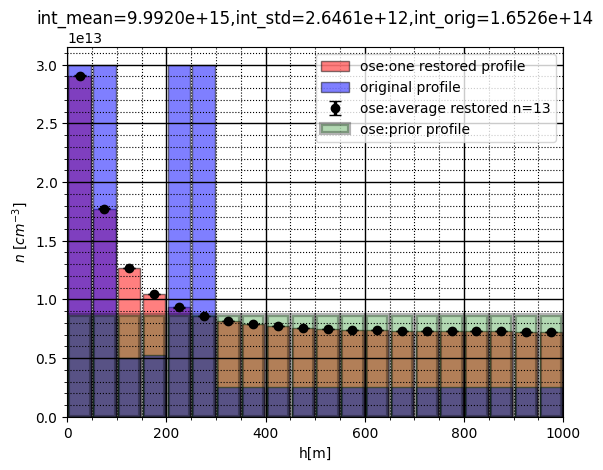 int_mean=9.9920e+15,int_std=2.6461e+12,int_orig=1.6526e+14
1e13
ose:one restored profile
original profile
ose:average restored n=13
ose:prior profile
3.0
2.5
2.0
1.5
1.0
0.5
0.0
n [cm⁻³]
0 200 400 600 800 1000
h[m]